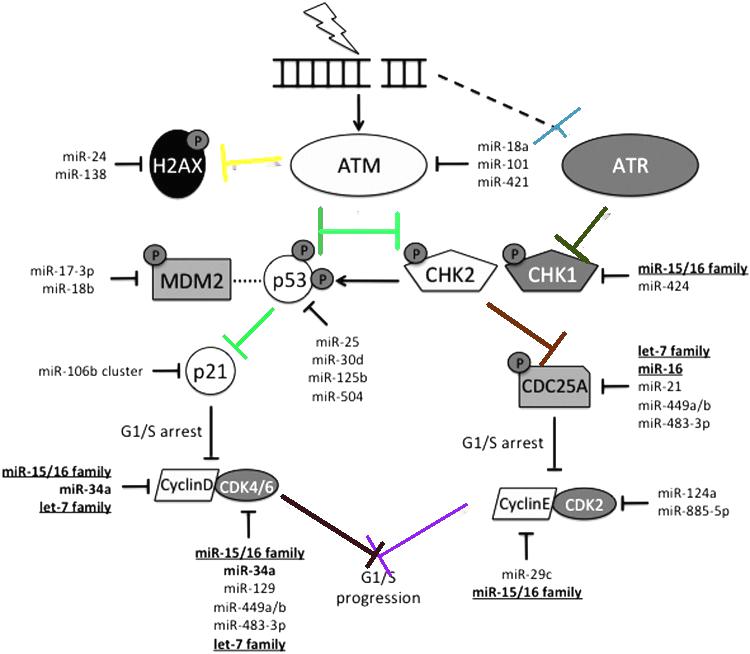 miR-24
miR-138
P
H2AX
ATM
miR-18a
miR-101
miR-421
ATR
miR-17-3p
miR-18b
P
MDM2
P
p53
P
P
CHK2
P
CHK1
miR-15/16 family
miR-424
miR-25
miR-30d
miR-125b
miR-504
miR-106b cluster
p21
P
CDC25A
let-7 family
miR-16
miR-21
miR-449a/b
miR-483-3p
G1/S arrest
G1/S arrest
miR-15/16 family
miR-34a
let-7 family
CyclinD
CDK4/6
CyclinE
CDK2
miR-124a
miR-885-5p
miR-15/16 family
miR-34a
miR-129
miR-449a/b
miR-483-3p
let-7 family
G1/S
progression
miR-29c
miR-15/16 family